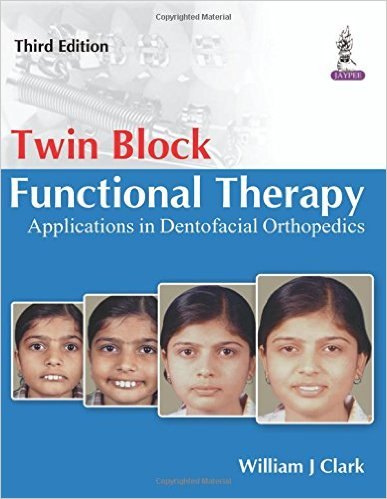 Copyrighted Material
Third Edition
JAYPEE
Twin Block
Functional Therapy
Applications in Dentofacial Orthopedics
William J Clark
Copyrighted Material